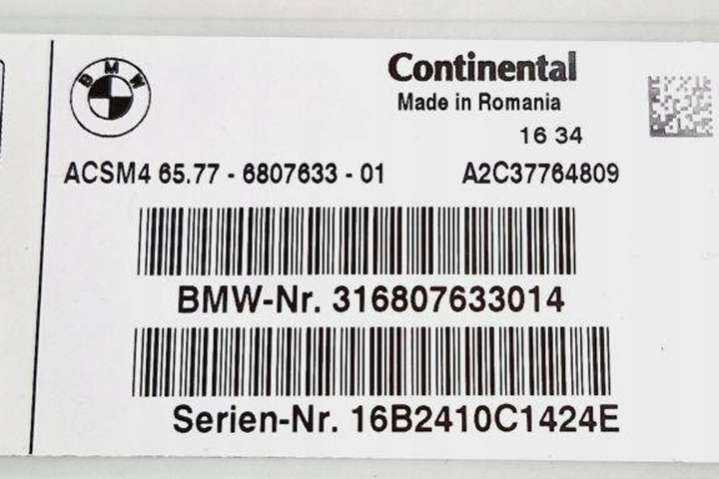 BMW
Continental
Made in Romania
16 34
ACSM4 65.77 - 6807633 - 01 A2C37764809
BMW-Nr. 316807633014
Serien-Nr. 16B2410C1424E